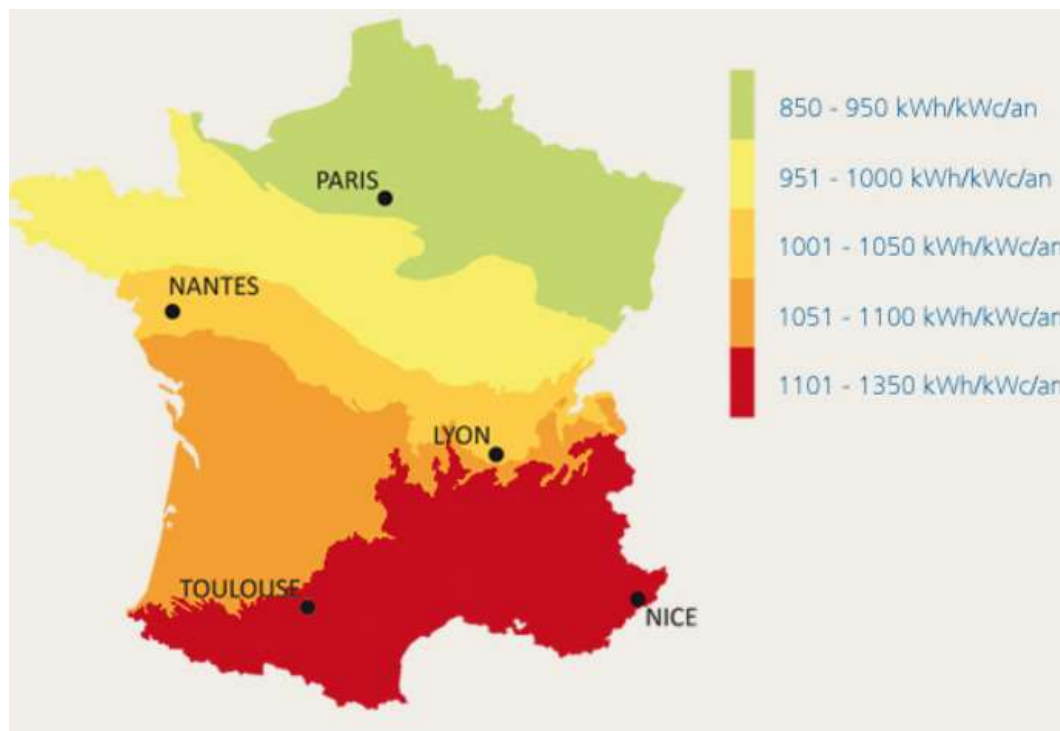 PARIS
NANTES
LYON
TOULOUSE
NICE
850 - 950 kWh/kWc/an
951 - 1000 kWh/kWc/an
1001 - 1050 kWh/kWc/an
1051 - 1100 kWh/kWc/an
1101 - 1350 kWh/kWc/an